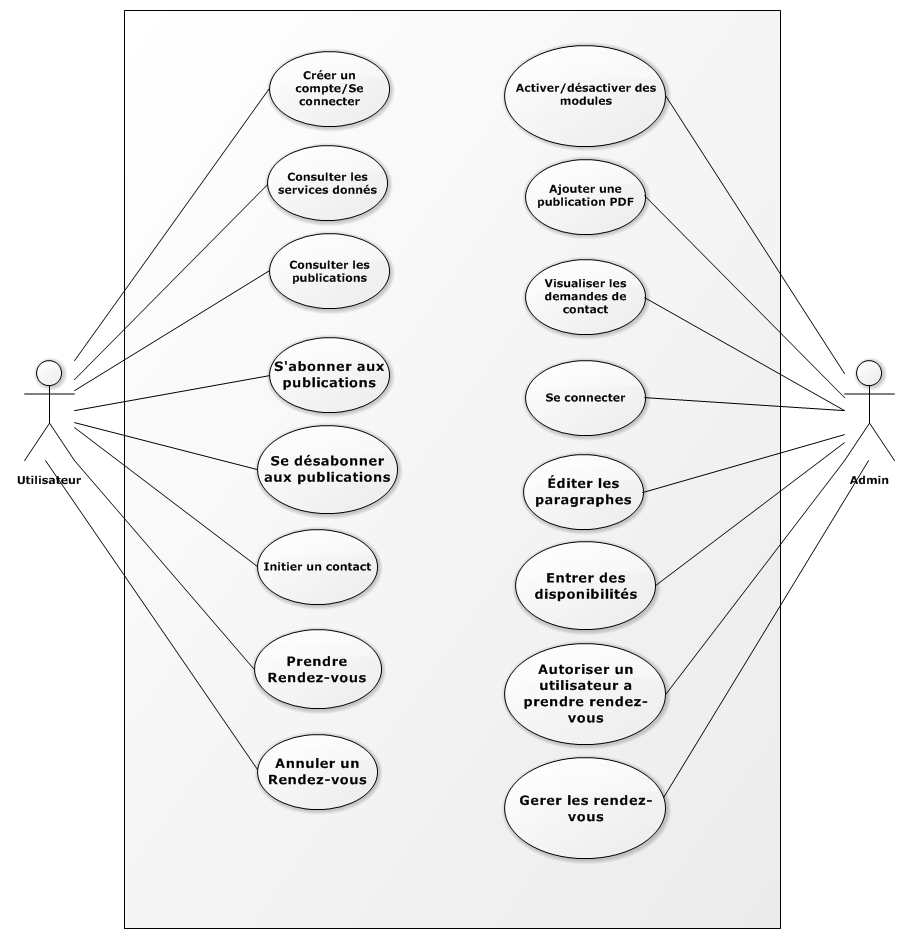 Créer un
compte/Se
connecter
Consulter les
services donnés
Consulter les
publications
S'abonner aux
publications
Se désabonner
aux publications
Initier un contact
Prendre
Rendez-vous
Annuler un
Rendez-vous
Utilisateur
Activer/désactiver des
modules
Ajouter une
publication PDF
Visualiser les
demandes de
contact
Se connecter
Éditer les
paragraphes
Entrer des
disponibilités
Autoriser un
utilisateur a
prendre rendez-
vous
Gerer les rendez-
vous
Admin